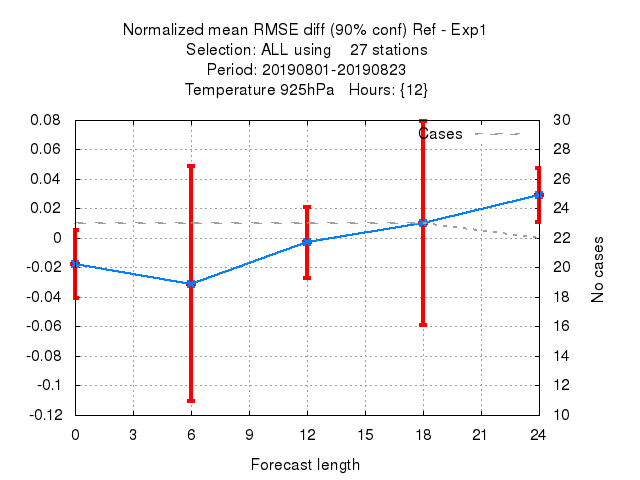 Normalized mean RMSE diff (90% conf) Ref - Exp1
Selection: ALL using    27 stations
Period: 20190801-20190823
Temperature 925hPa   Hours: {12}
Cases
0.08
0.06
0.04
0.02
0
-0.02
-0.04
-0.06
-0.08
-0.1
-0.12
30
28
26
24
22
20
18
16
14
12
10
No cases
0 3 6 9 12 15 18 21 24
Forecast length